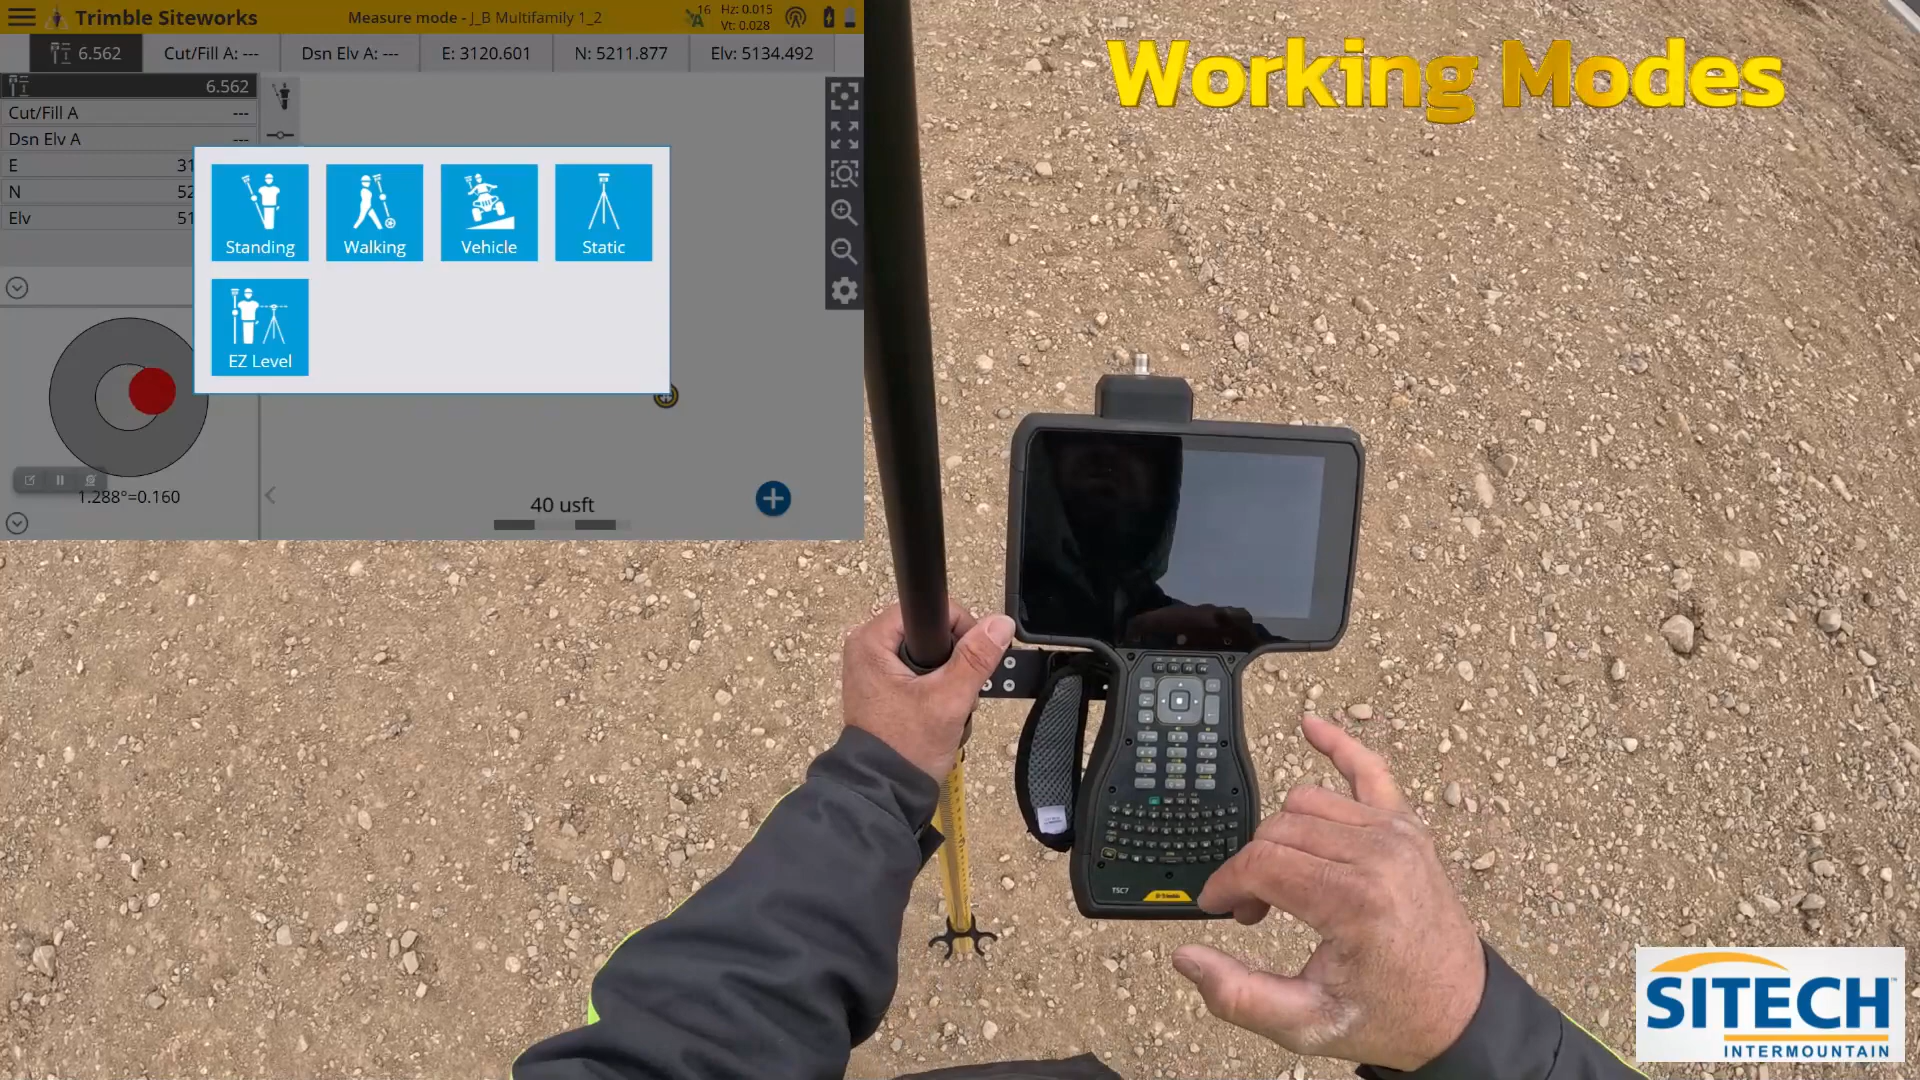 Trimble Siteworks
Measure mode - J_B Multifamily 1_2
16
Hz: 0.015
Vt: 0.028
6.562
Cut/Fill A: ---
Dsn Elv A: ---
E: 3120.601
N: 5211.877
Elv: 5134.492
6.562
Cut/Fill A ---
Dsn Elv A ---
E 31
N 52
Elv 51
Standing
Walking
Vehicle
Static
EZ Level
1.288°=0.160
40 usft
Working Modes
TSC7
Trimble
SITECH
INTERMOUNTAIN